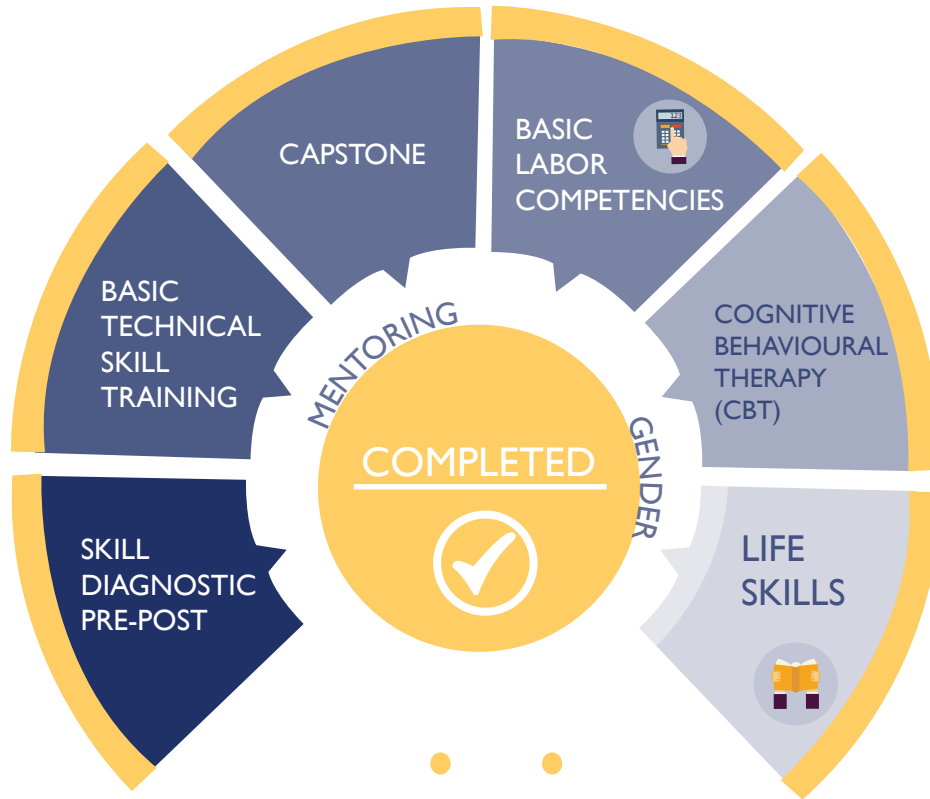 CAPSTONE
BASIC
LABOR
COMPETENCIES
123
BASIC
TECHNICAL
SKILL
TRAINING
COGNITIVE
BEHAVIOURAL
THERAPY
(CBT)
MENTORING
GENDER
COMPLETED
SKILL
DIAGNOSTIC
PRE-POST
LIFE
SKILLS